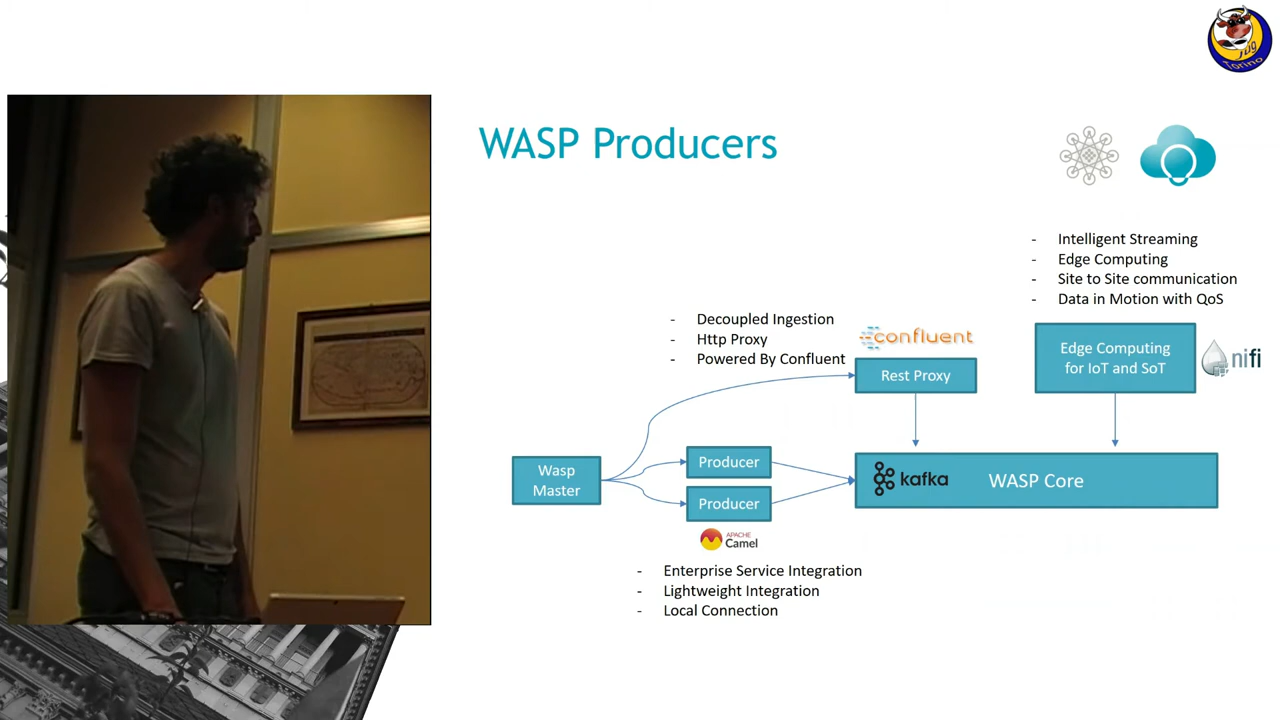 jug
Torino
WASP Producers
- Intelligent Streaming
- Edge Computing
- Site to Site communication
- Data in Motion with QoS
- Decoupled Ingestion
- Http Proxy
- Powered By Confluent
confluent
Rest Proxy
Edge Computing
for IoT and SoT
nifi
Wasp
Master
Producer
Producer
kafka
WASP Core
APACHE
Camel
- Enterprise Service Integration
- Lightweight Integration
- Local Connection